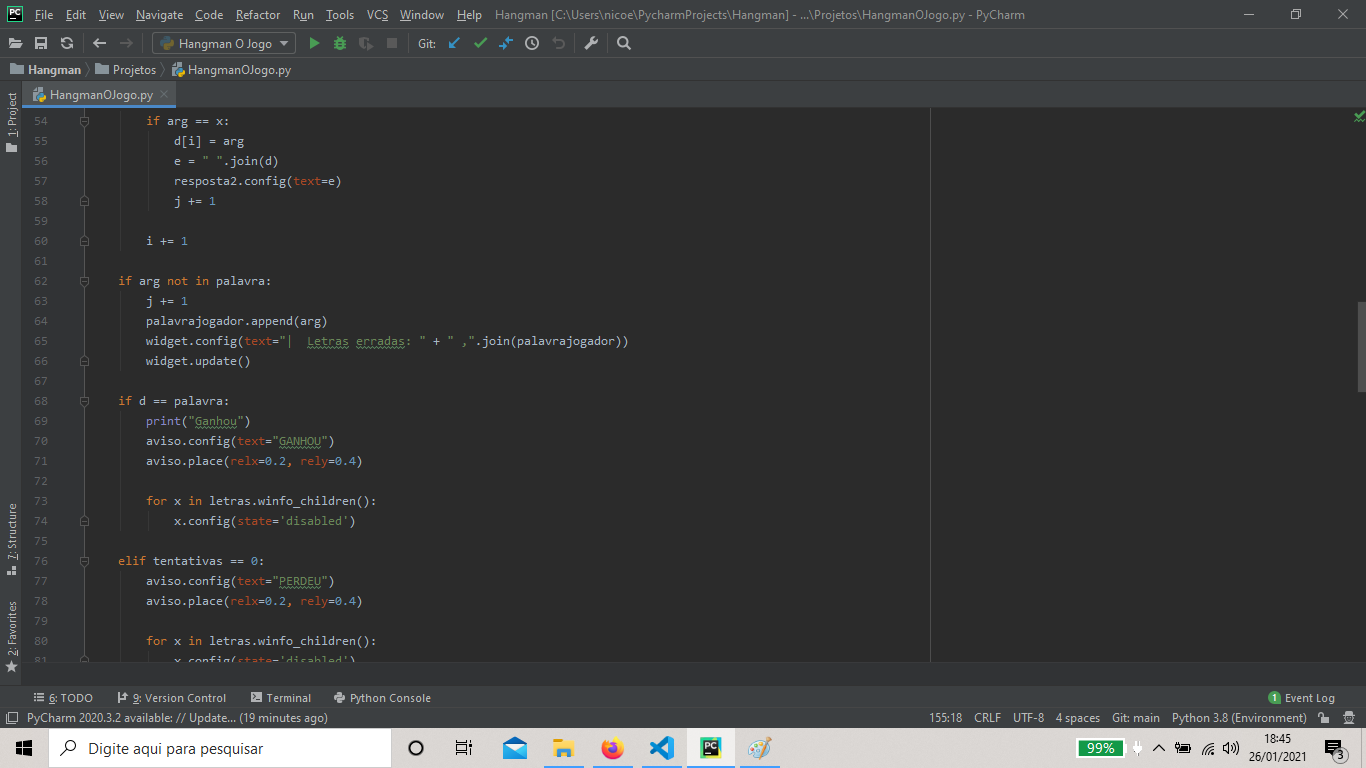 PC File Edit View Navigate Code Refactor Run Tools VCS Window Help Hangman [C:\Users\nicoe\PycharmProjects\Hangman] - ...\Projetos\HangmanOJogo.py - PyCharm
Hangman O Jogo Git:
Hangman Projetos HangmanOJogo.py
HangmanOJogo.py
1: Project
7: Structure
2: Favorites
54 if arg == x:
55 d[i] = arg
56 e = " ".join(d)
57 resposta2.config(text=e)
58 j += 1
59
60 i += 1
61
62 if arg not in palavra:
63 j += 1
64 palavrajogador.append(arg)
65 widget.config(text="|  Letras erradas: " + " ,".join(palavrajogador))
66 widget.update()
67
68 if d == palavra:
69 print("Ganhou")
70 aviso.config(text="GANHOU")
71 aviso.place(relx=0.2, rely=0.4)
72
73 for x in letras.winfo_children():
74 x.config(state='disabled')
75
76 elif tentativas == 0:
77 aviso.config(text="PERDEU")
78 aviso.place(relx=0.2, rely=0.4)
79
80 for x in letras.winfo_children():
81 x.config(state='disabled')
6: TODO 9: Version Control Terminal Python Console 1 Event Log
PyCharm 2020.3.2 available: // Update... (19 minutes ago) 155:18 CRLF UTF-8 4 spaces Git: main Python 3.8 (Environment)
Digite aqui para pesquisar PC 99% 18:45
26/01/2021 3